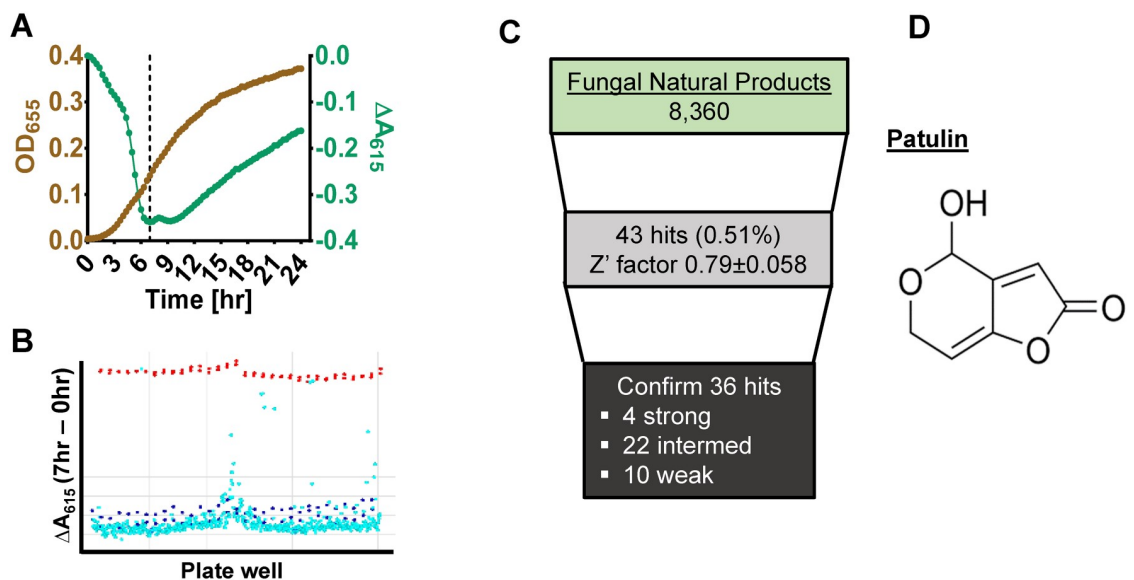 A
0.4
0.3
0.2
0.1
0.0
OD655
0.0
-0.1
-0.2
-0.3
-0.4
ΔA615
0 3 6 9 12 15 18 21 24
Time [hr]
B
ΔA615 (7hr – 0hr)
Plate well
C
Fungal Natural Products
8,360
43 hits (0.51%)
Z' factor 0.79±0.058
Confirm 36 hits
▪ 4 strong
▪ 22 intermed
▪ 10 weak
D
Patulin
OH
O
O
O